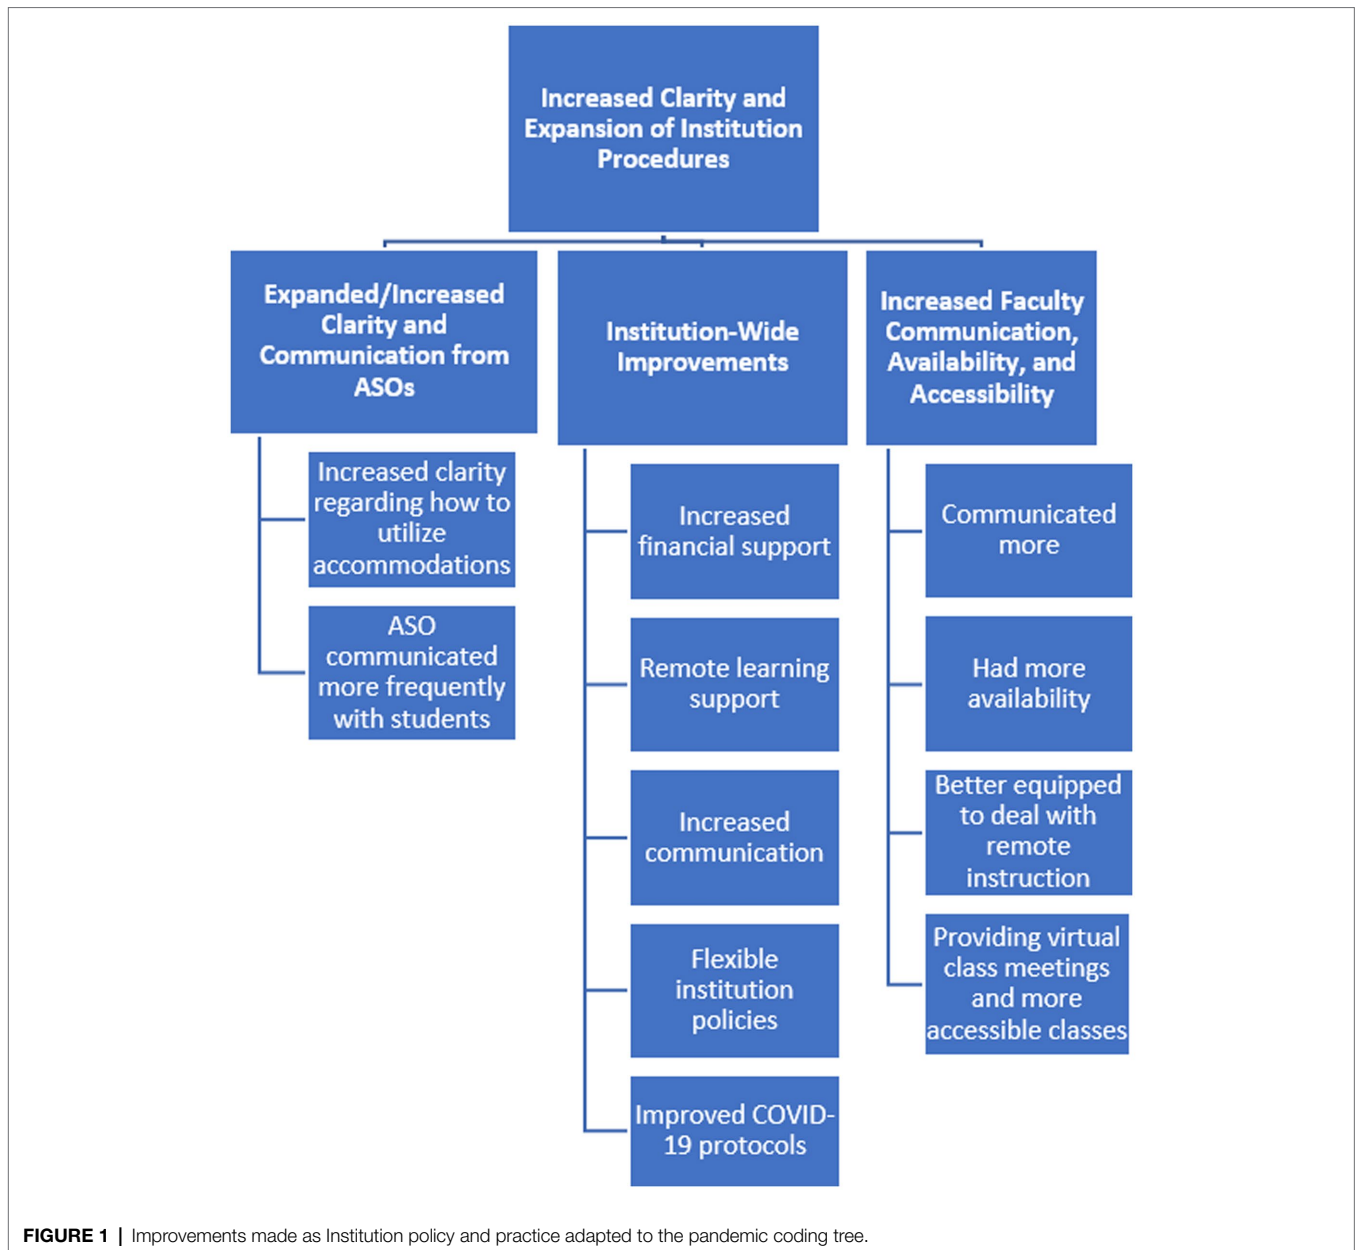 Increased Clarity and
Expansion of Institution
Procedures
Expanded/Increased
Clarity and
Communication from
ASOs
Increased clarity
regarding how to
utilize
accommodations
ASO
communicated
more frequently
with students
Institution-Wide
Improvements
Increased
financial support
Remote learning
support
Increased
communication
Flexible
institution
policies
Improved COVID-
19 protocols
Increased Faculty
Communication,
Availability, and
Accessibility
Communicated
more
Had more
availability
Better equipped
to deal with
remote
instruction
Providing virtual
class meetings
and more
accessible classes
FIGURE 1 | Improvements made as Institution policy and practice adapted to the pandemic coding tree.